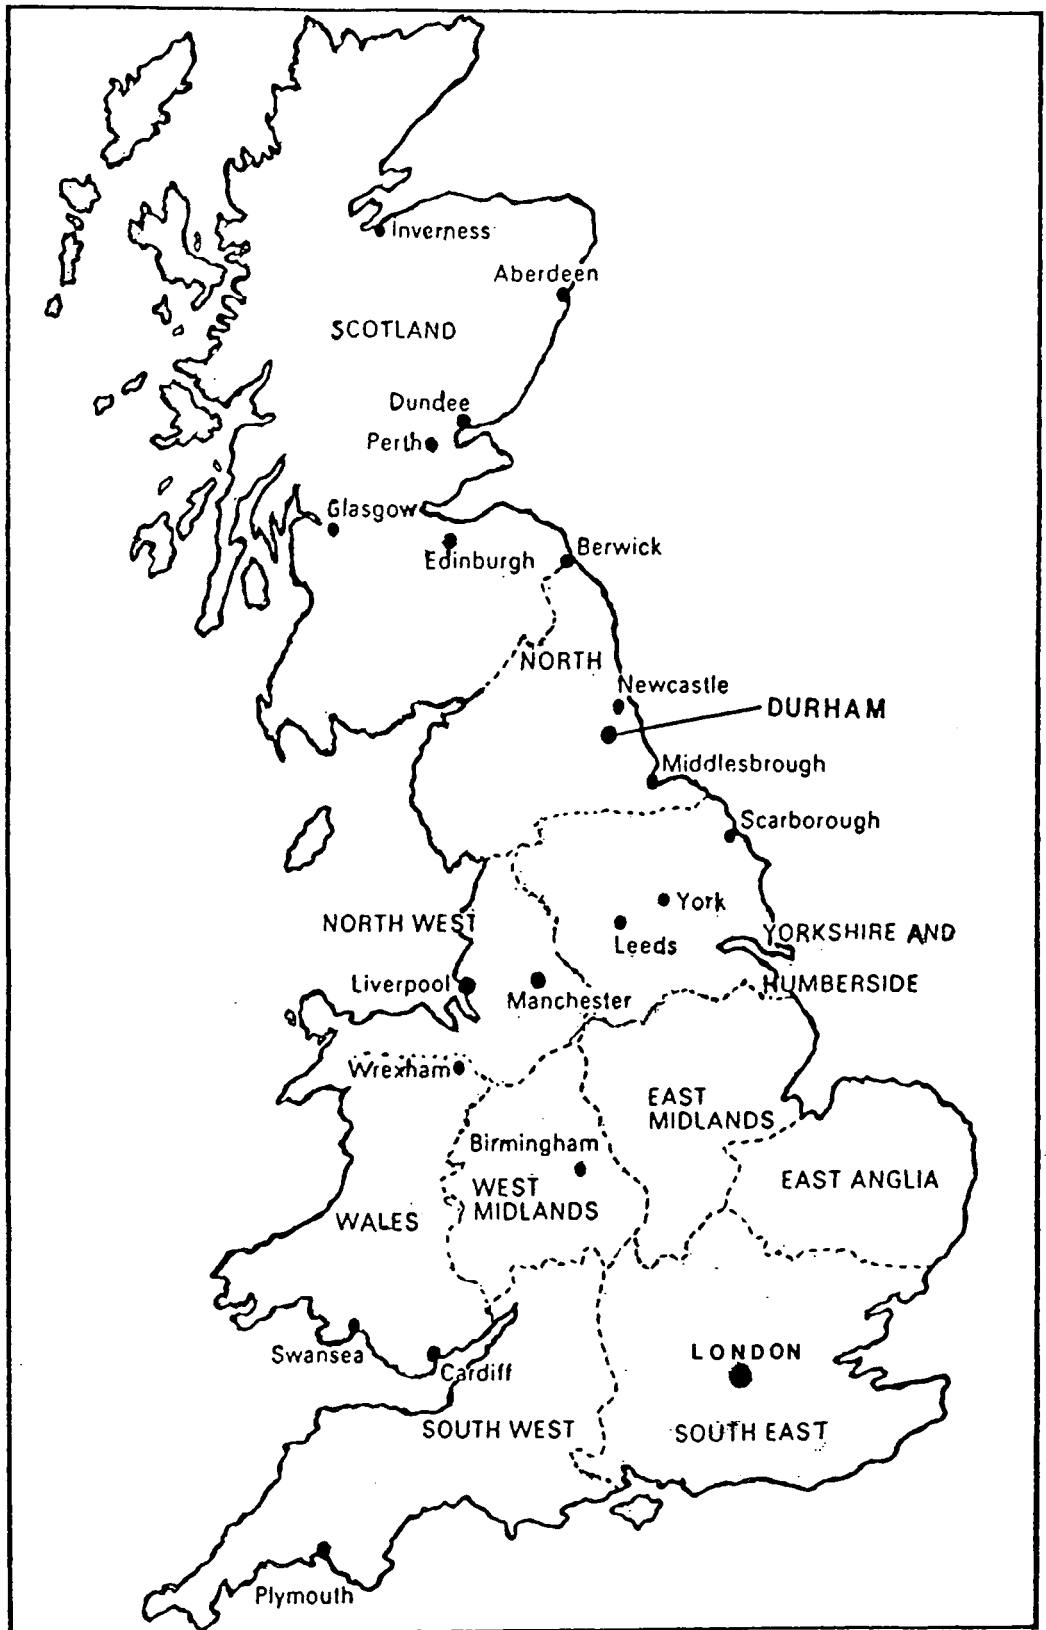 Inverness
Aberdeen
SCOTLAND
Dundee
Perth
Glasgow
Edinburgh
Berwick
NORTH
Newcastle
DURHAM
Middlesbrough
Scarborough
York
NORTH WEST
Leeds
YORKSHIRE AND
HUMBERSIDE
Liverpool
Manchester
Wrexham
EAST
MIDLANDS
Birmingham
EAST ANGLIA
WEST
MIDLANDS
WALES
Swansea
Cardiff
LONDON
SOUTH WEST
SOUTH EAST
Plymouth